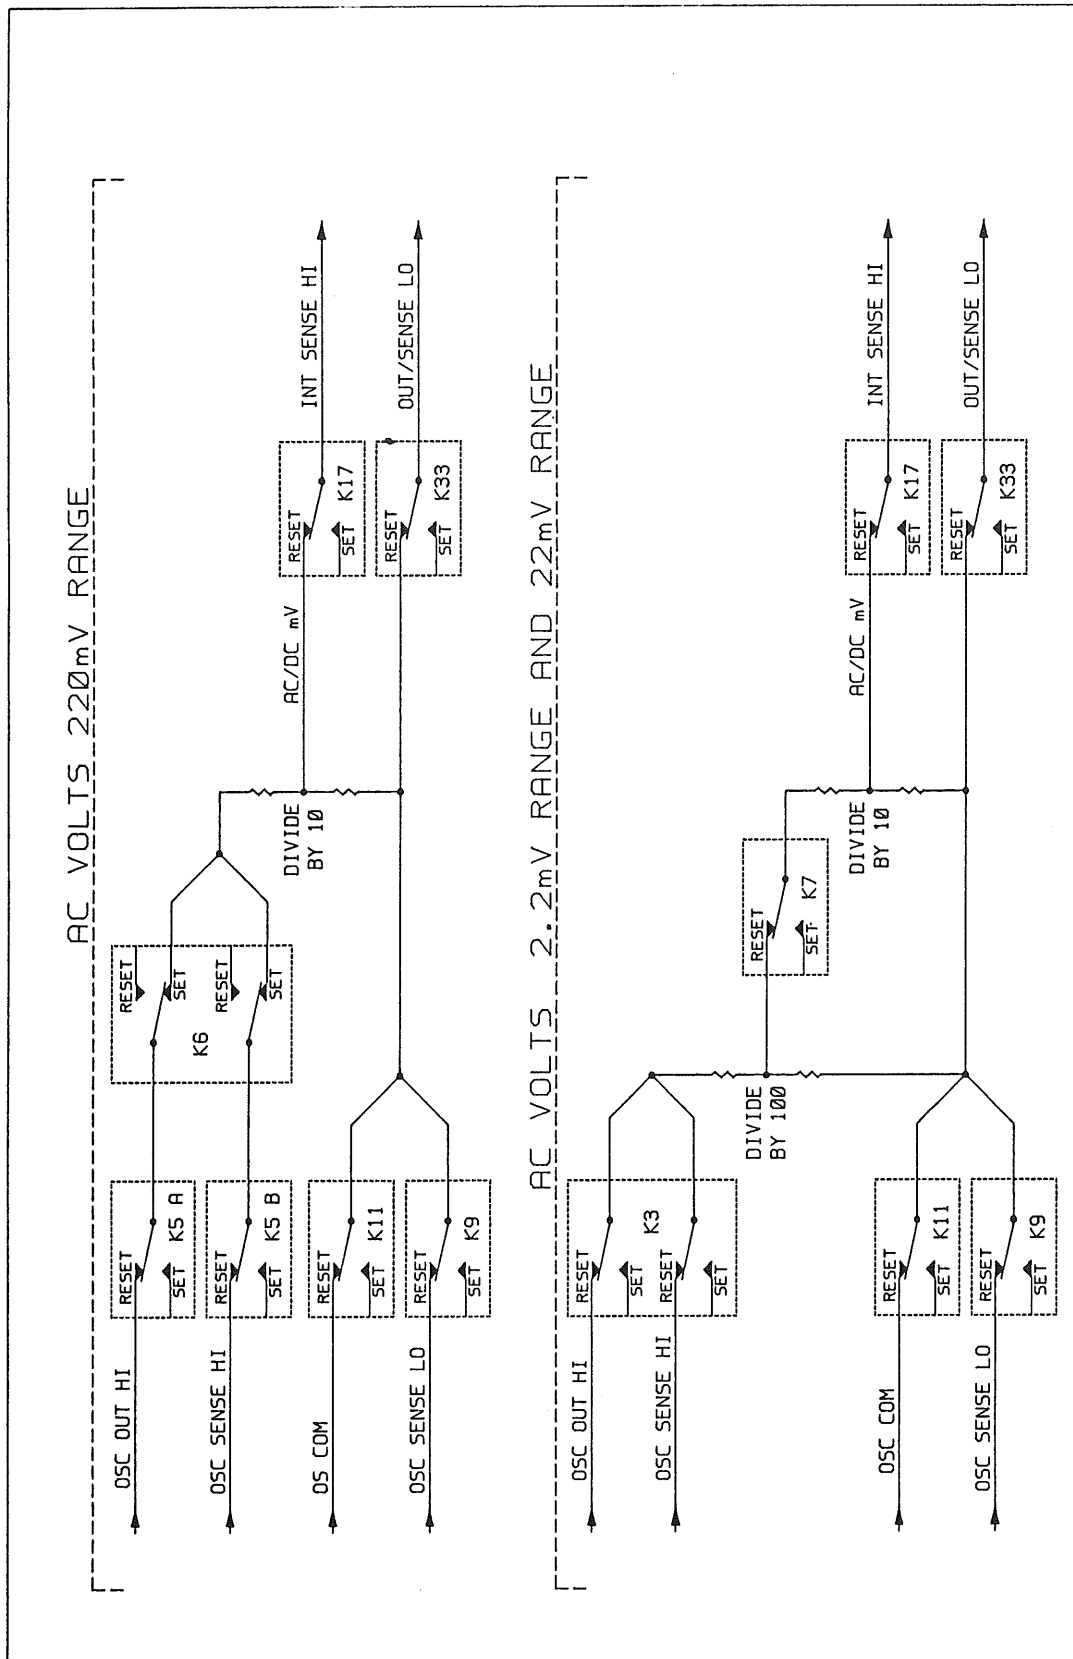 AC VOLTS 220mV RANGE
OSC OUT HI
RESET
SET
K5 A
RESET
SET
K6
OSC SENSE HI
RESET
SET
K5 B
RESET
SET
DIVIDE
BY 10
AC/DC mV
RESET
SET
K17
INT SENSE HI
OS COM
RESET
SET
K11
OSC SENSE LO
RESET
SET
K9
RESET
SET
K33
OUT/SENSE LO
AC VOLTS 2.2mV RANGE AND 22mV RANGE
OSC OUT HI
RESET
SET
K3
OSC SENSE HI
RESET
SET
DIVIDE
BY 100
RESET
SET
K7
DIVIDE
BY 10
AC/DC mV
RESET
SET
K17
INT SENSE HI
OSC COM
RESET
SET
K11
OSC SENSE LO
RESET
SET
K9
RESET
SET
K33
OUT/SENSE LO